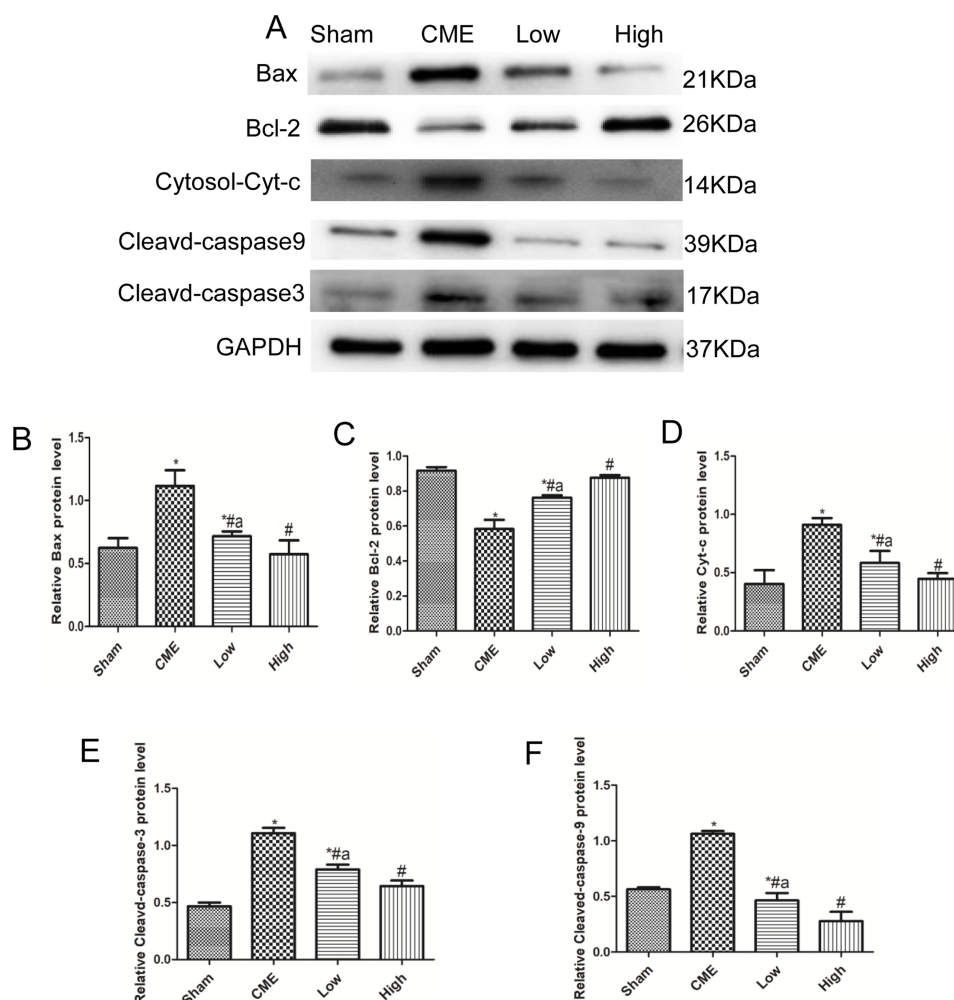 A Sham CME Low High
Bax 21KDa
Bcl-2 26KDa
Cytosol-Cyt-c 14KDa
Cleavd-caspase9 39KDa
Cleavd-caspase3 17KDa
GAPDH 37KDa
B
Relative Bax protein level
1.5
1.0
0.5
0.0
* *#a #
Sham CME Low High
C
Relative Bcl-2 protein level
1.0
0.8
0.6
0.4
0.2
0.0
* *#a #
Sham CME Low High
D
Relative Cyt-c protein level
1.5
1.0
0.5
0.0
* *#a #
Sham CME Low High
E
Relative Cleavd-caspase-3 protein level
1.5
1.0
0.5
0.0
* *#a #
Sham CME Low High
F
Relative Cleaved-caspase-9 protein level
1.5
1.0
0.5
0.0
* *#a #
Sham CME Low High